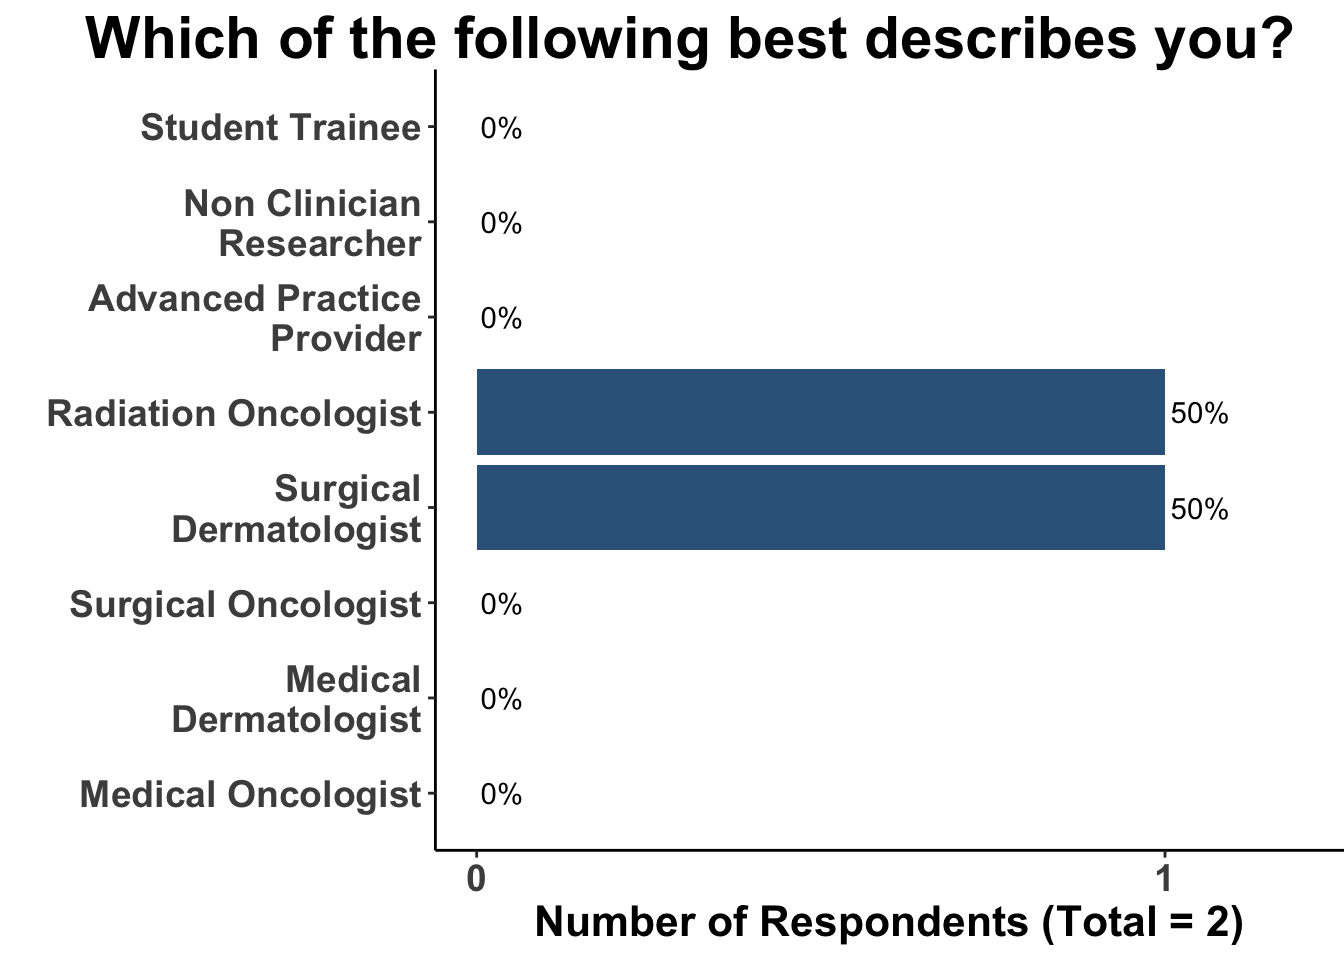 Which of the following best describes you?
Student Trainee
0%
Non Clinician
Researcher
0%
Advanced Practice
Provider
0%
Radiation Oncologist
50%
Surgical
Dermatologist
50%
Surgical Oncologist
0%
Medical
Dermatologist
0%
Medical Oncologist
0%
0 1
Number of Respondents (Total = 2)